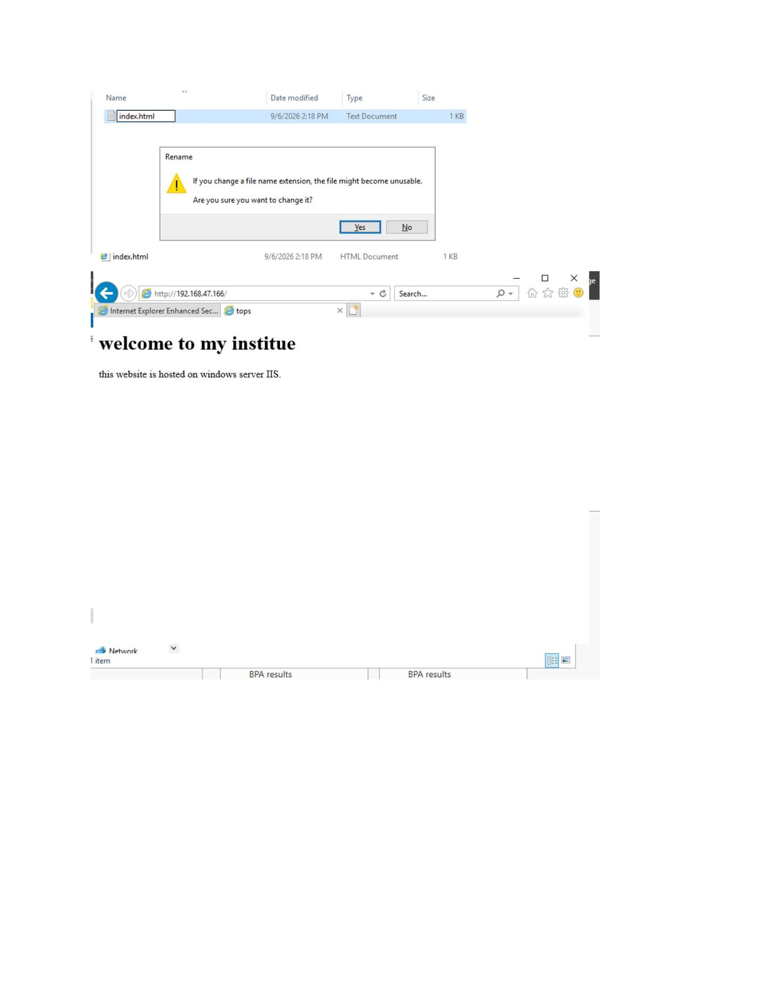 Name Date modified Type Size
index.html 9/6/2026 2:18 PM Text Document 1 KB
Rename
If you change a file name extension, the file might become unusable.
Are you sure you want to change it?
Yes No
index.html 9/6/2026 2:18 PM HTML Document 1 KB
ge
http://192.168.47.166/ Search...
Internet Explorer Enhanced Sec... tops
welcome to my institue
this website is hosted on windows server IIS.
Network
1 item
BPA results BPA results